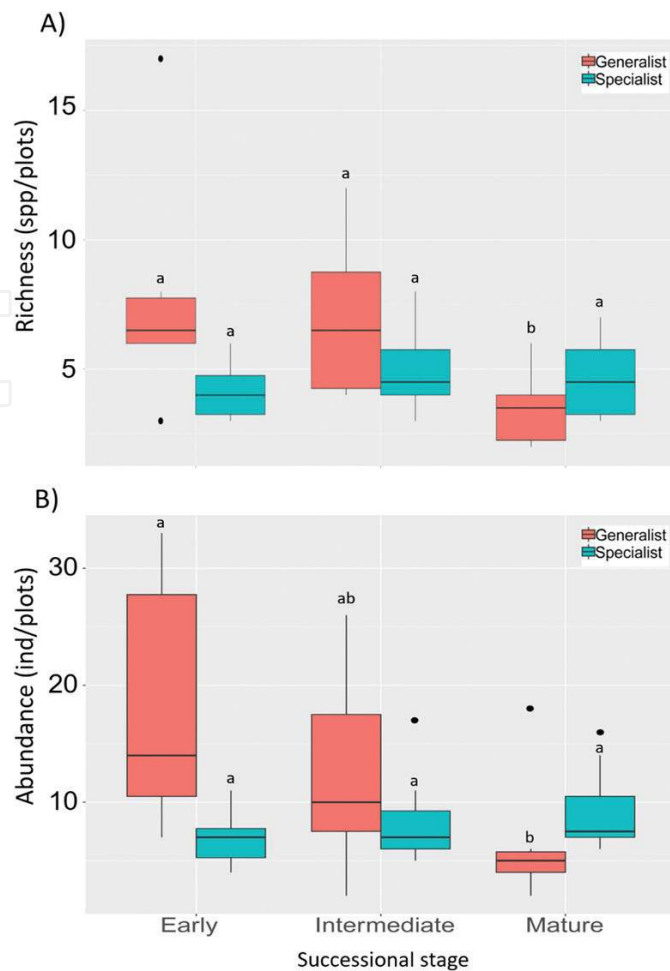 A)
Generalist
Specialist
15
10
5
Richness (spp/plots)
a
a
a
a
b
a
B)
Generalist
Specialist
30
20
10
Abundance (ind/plots)
a
a
ab
a
b
a
Early
Intermediate
Mature
Successional stage